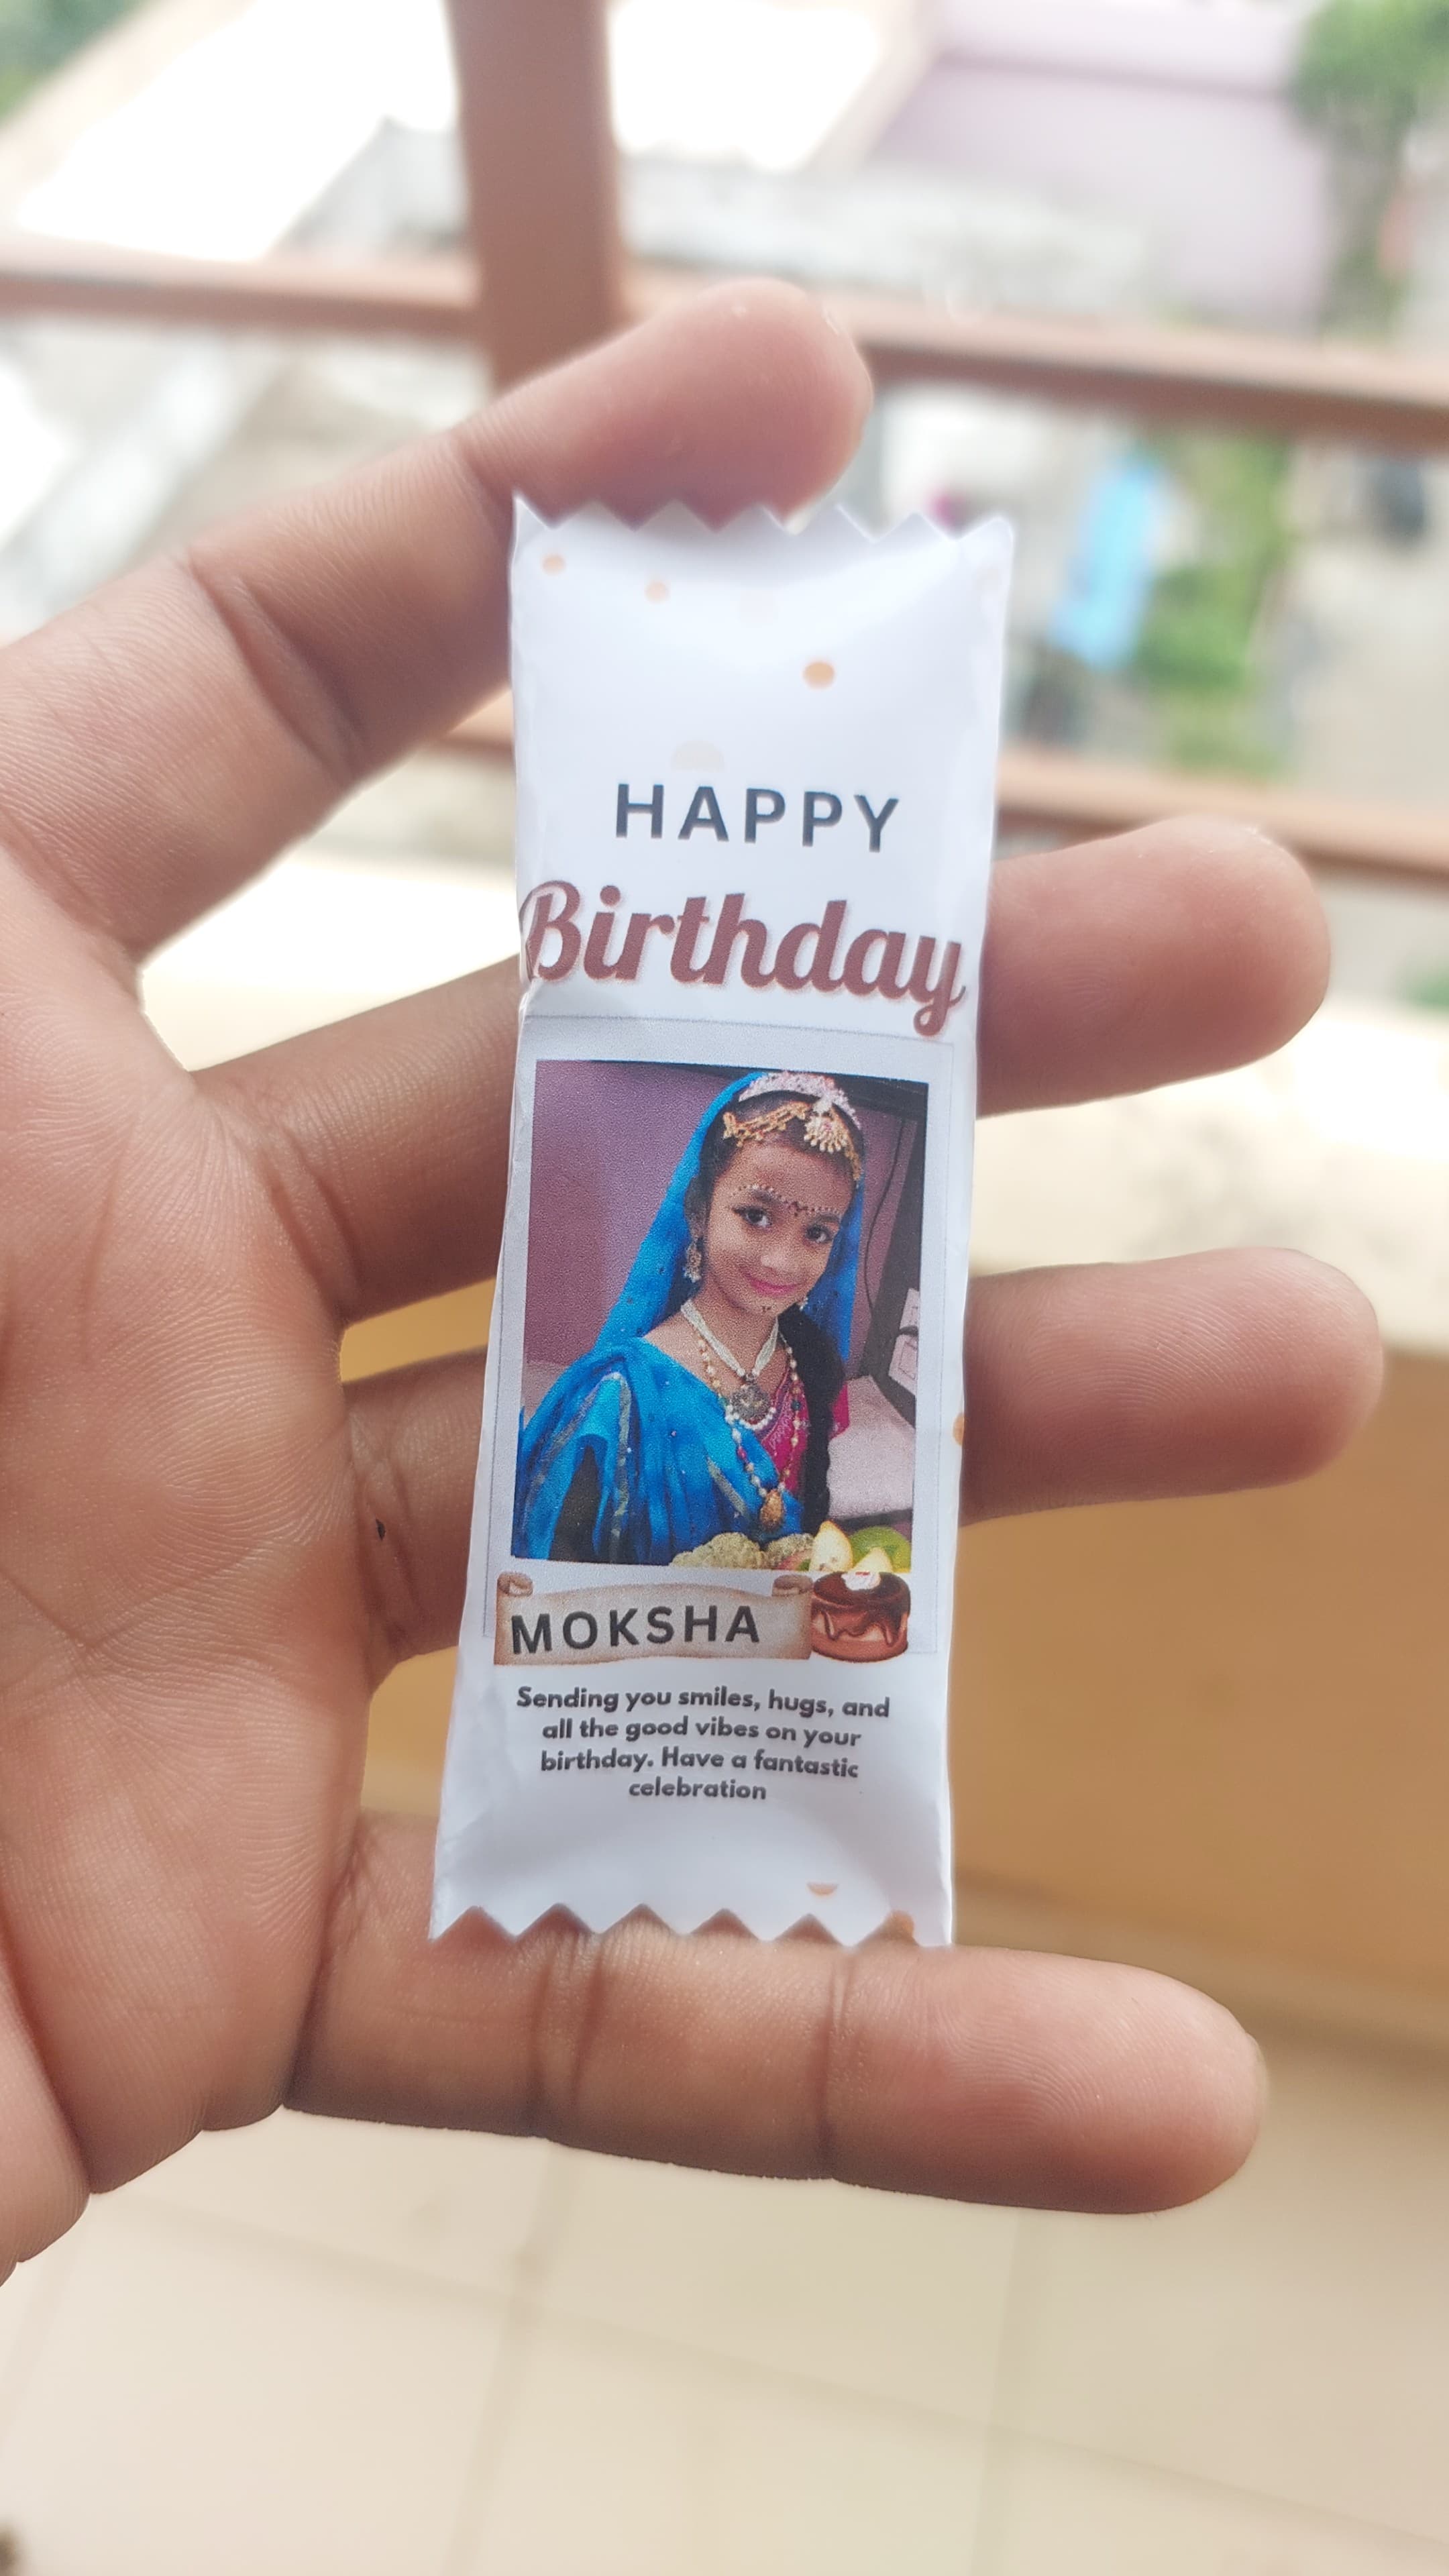 HAPPY
Birthday
MOKSHA
Sending you smiles, hugs, and
all the good vibes on your
birthday. Have a fantastic
celebration